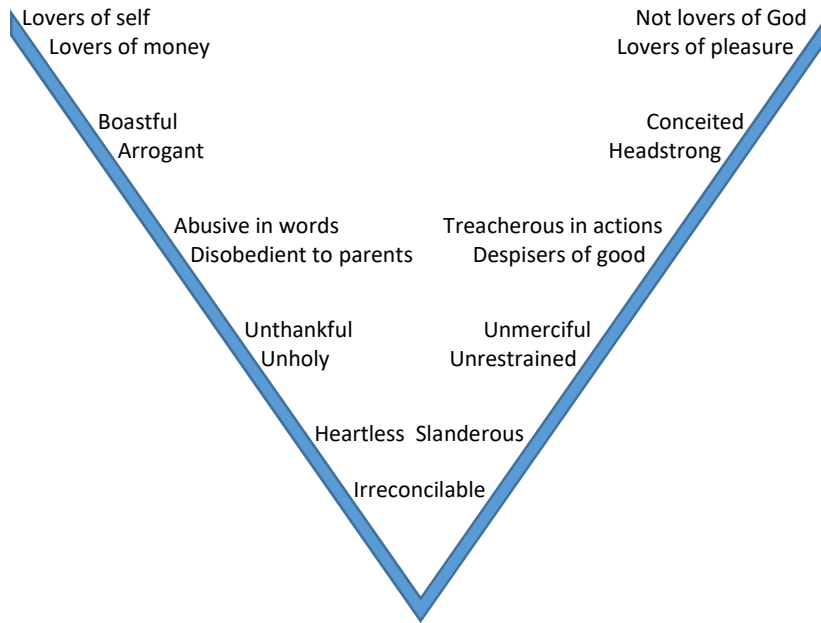 Lovers of self Not lovers of God
Lovers of money Lovers of pleasure
Boastful Conceited
Arrogant Headstrong
Abusive in words Treacherous in actions
Disobedient to parents Despisers of good
Unthankful Unmerciful
Unholy Unrestrained
Heartless Slanderous
Irreconcilable